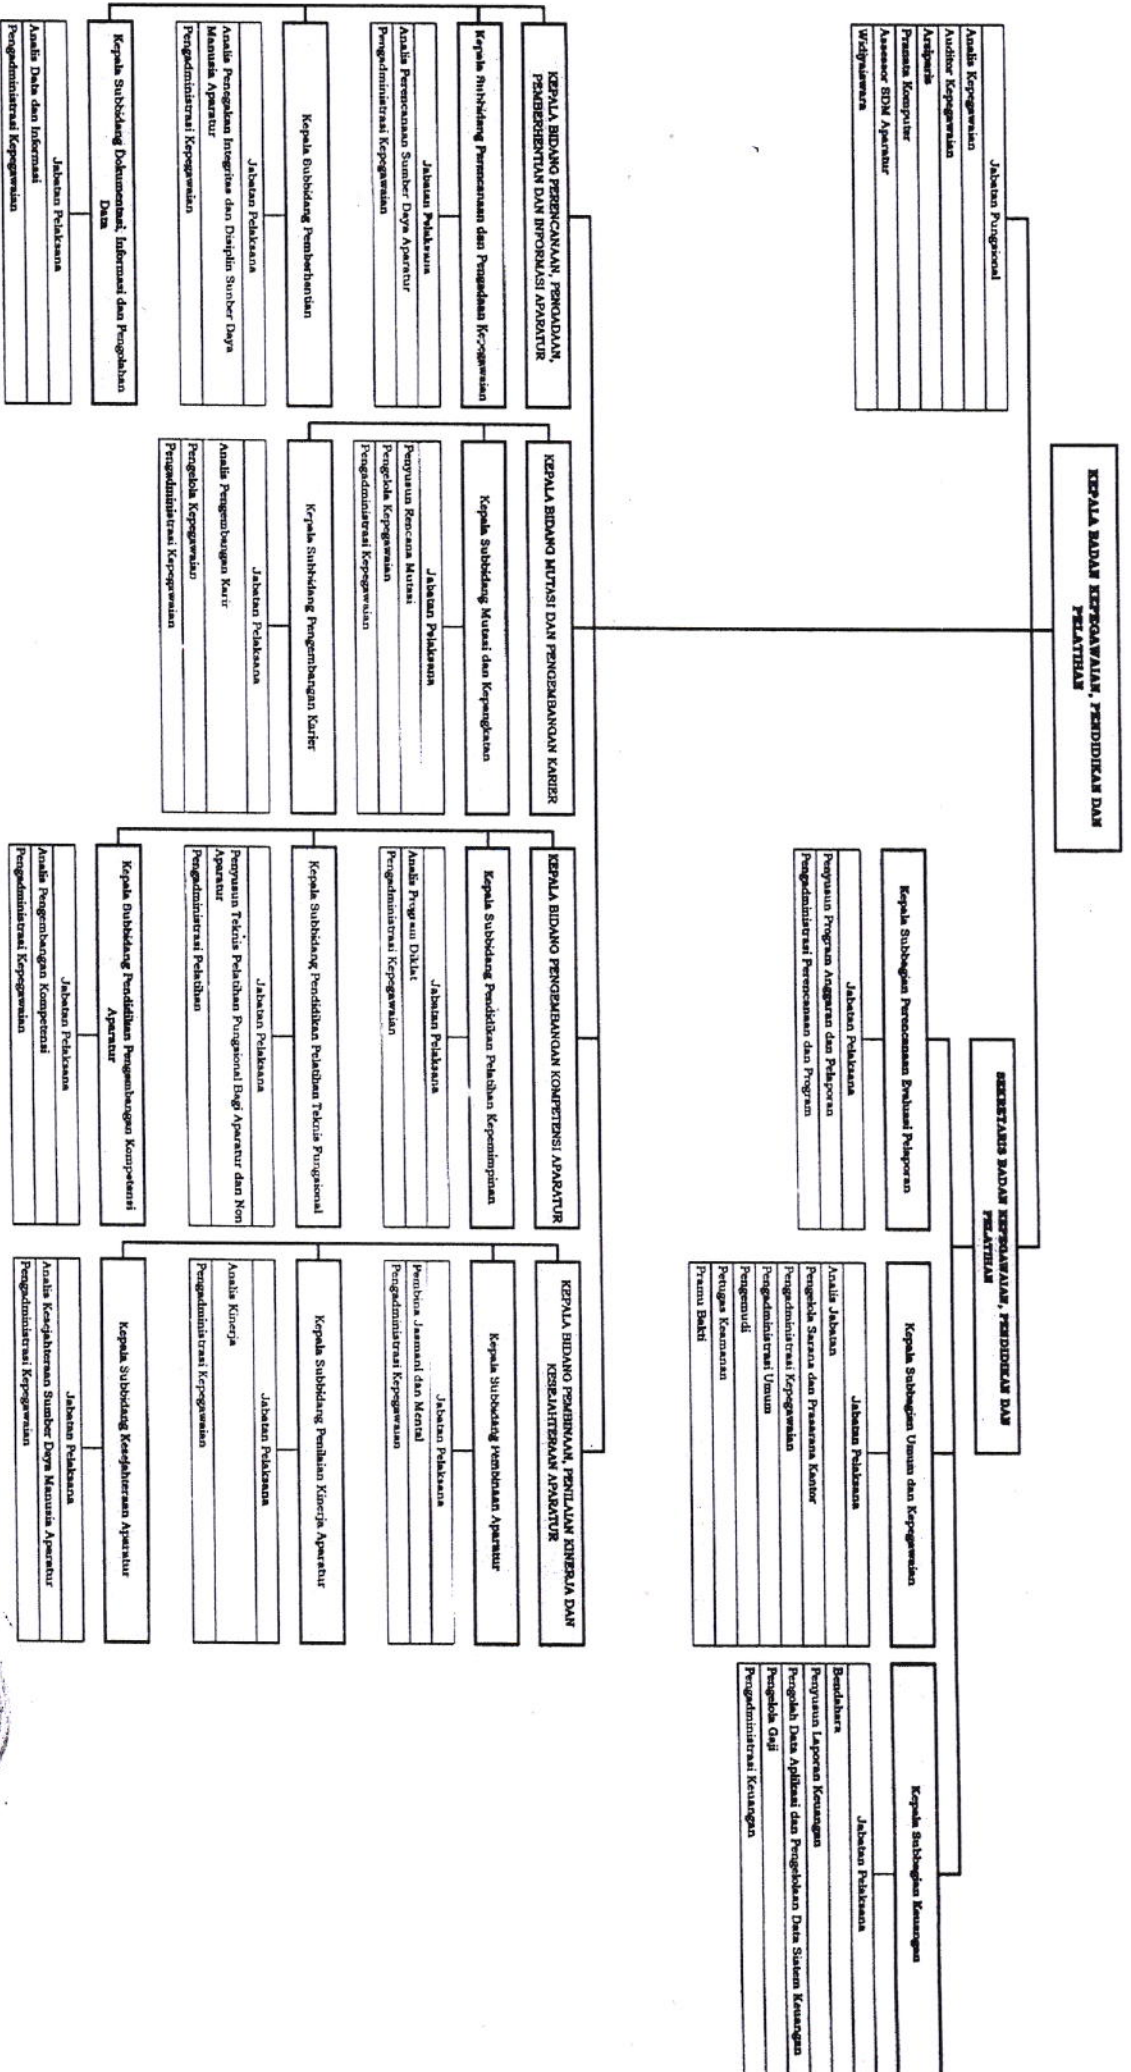 KEPALA BADAN KEPEGAWAIAN, PENDIDIKAN DAN
PELATIHAN
SEKRETARIS BADAN KEPEGAWAIAN, PENDIDIKAN DAN
PELATIHAN
Jabatan Fungsional
Analis Kepegawaian
Auditor Kepegawaian
Arsiparis
Pranata Komputer
Assessor SDM Aparatur
Widyaiswara
Kepala Subbagian Perencanaan Evaluasi Pelaporan
Jabatan Pelaksana
Penyusun Program Anggaran dan Pelaporan
Pengadministrasi Perencanaan dan Program
Kepala Subbagian Umum dan Kepegawaian
Jabatan Pelaksana
Analis Jabatan
Pengelola Sarana dan Prasarana Kantor
Pengadministrasi Kepegawaian
Pengadministrasi Umum
Pengemudi
Petugas Keamanan
Pramu Bakti
Kepala Subbagian Keuangan
Jabatan Pelaksana
Bendahara
Penyusun Laporan Keuangan
Pengolah Data Aplikasi dan Pengelolaan Data Sistem Keuangan
Pengelola Gaji
Pengadministrasi Keuangan
KEPALA BIDANG PERENCANAAN, PENGADAAN,
PEMBERHENTIAN DAN INFORMASI APARATUR
Kepala Subbidang Perencanaan dan Pengadaan Kepegawaian
Jabatan Pelaksana
Analis Perencanaan Sumber Daya Aparatur
Pengadministrasi Kepegawaian
Kepala Subbidang Pemberhentian
Jabatan Pelaksana
Analis Penegakan Integritas dan Disiplin Sumber Daya
Manusia Aparatur
Pengadministrasi Kepegawaian
Kepala Subbidang Dokumentasi, Informasi dan Pengolahan
Data
Jabatan Pelaksana
Analis Data dan Informasi
Pengadministrasi Kepegawaian
KEPALA BIDANG MUTASI DAN PENGEMBANGAN KARIER
Kepala Subbidang Mutasi dan Kepangkatan
Jabatan Pelaksana
Penyusun Rencana Mutasi
Pengelola Kepegawaian
Pengadministrasi Kepegawaian
Kepala Subbidang Pengembangan Karier
Jabatan Pelaksana
Analis Pengembangan Karir
Pengelola Kepegawaian
Pengadministrasi Kepegawaian
KEPALA BIDANG PENGEMBANGAN KOMPETENSI APARATUR
Kepala Subbidang Pendidikan Pelatihan Kepemimpinan
Jabatan Pelaksana
Analis Program Diklat
Pengadministrasi Kepegawaian
Kepala Subbidang Pendidikan Pelatihan Teknis Fungsional
Jabatan Pelaksana
Penyusun Teknis Pelatihan Fungsional Bagi Aparatur dan Non
Aparatur
Pengadministrasi Pelatihan
Kepala Subbidang Pendidikan Pengembangan Kompetensi
Aparatur
Jabatan Pelaksana
Analis Pengembangan Kompetensi
Pengadministrasi Kepegawaian
KEPALA BIDANG PEMBINAAN, PENILAIAN KINERJA DAN
KESEJAHTERAAN APARATUR
Kepala Subbidang Pembinaan Aparatur
Jabatan Pelaksana
Pembina Jasmani dan Mental
Pengadministrasi Kepegawaian
Kepala Subbidang Penilaian Kinerja Aparatur
Jabatan Pelaksana
Analis Kinerja
Pengadministrasi Kepegawaian
Kepala Subbidang Kesejahteraan Aparatur
Jabatan Pelaksana
Analis Kesejahteraan Sumber Daya Manusia Aparatur
Pengadministrasi Kepegawaian